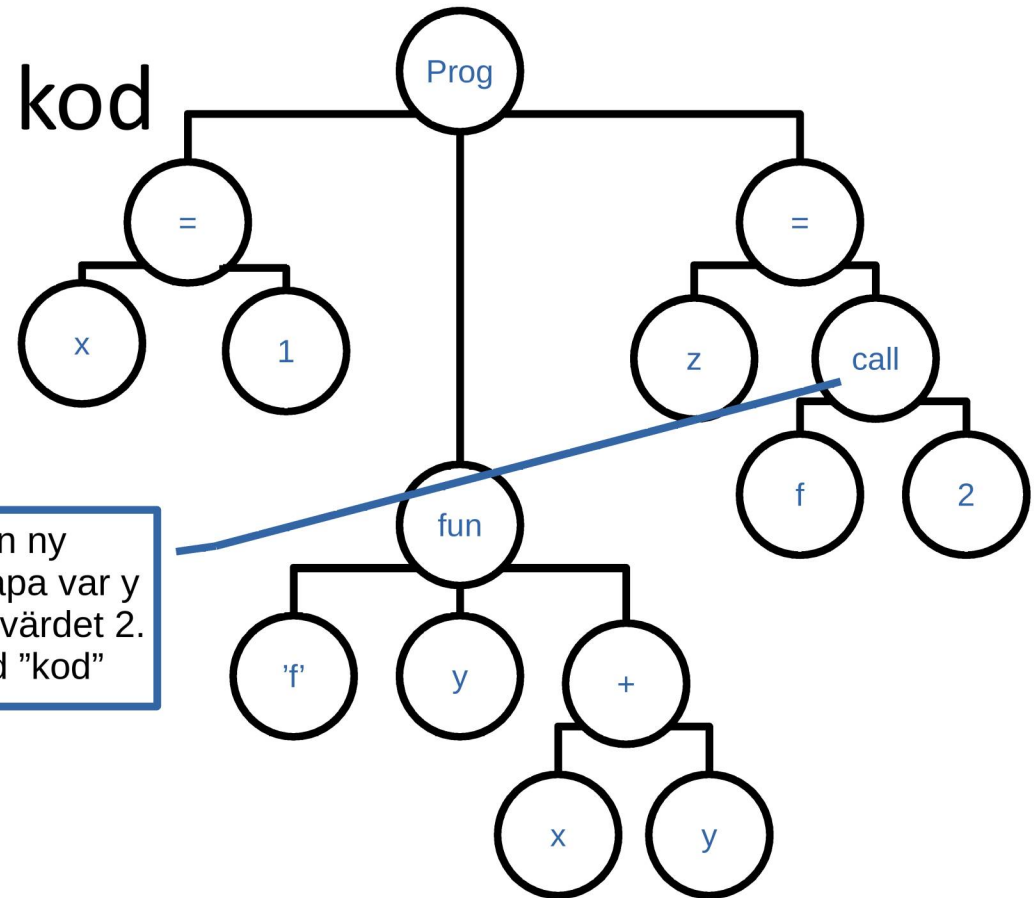 kod
Prog
= =
x 1 z call
f 2
n ny
apa var y
värdet 2.
d ”kod”
fun
’f’ y +
x y